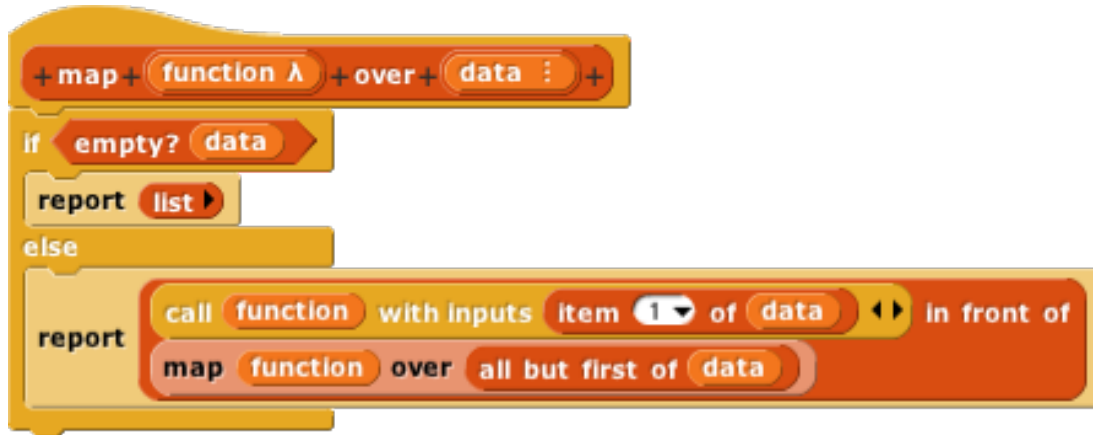 + map + function λ + over + data ⋮ +
if empty? data
report list
else
call function with inputs item 1 of data in front of
report
map function over all but first of data